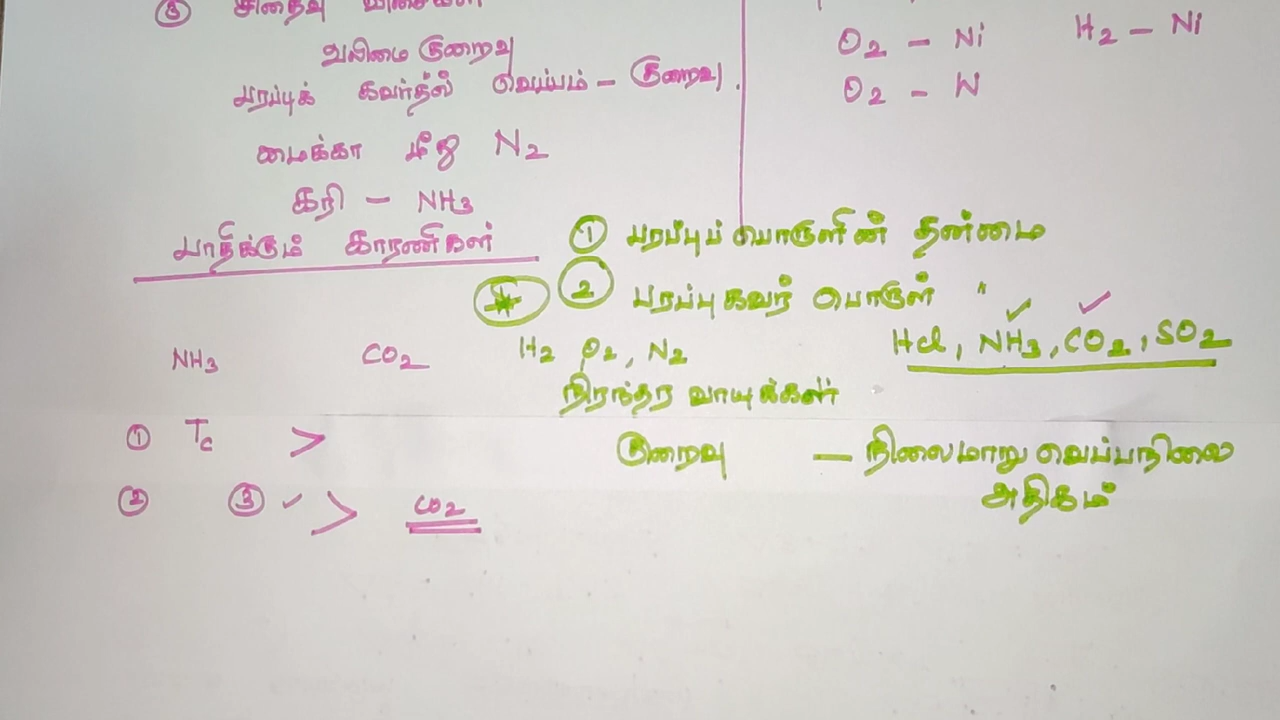 ③ சிதைவு விசைகள்
வலிமை குறைவு
பரப்புக் கவர்தல் வெப்பம் – குறைவு.
மைக்கா மீது N2
கரி – NH3
O2 – Ni H2 – Ni
O2 – W
பாதிக்கும் காரணிகள்
① பரப்புப் பொருளின் தன்மை
② பரப்பு கவர் பொருள் "
HCl, NH3, CO2, SO2
H2 O2, N2
நிரந்தர வாயுக்கள்
குறைவு – நிலைமாறு வெப்பநிலை
அதிகம்
NH3 CO2
① Tc >
② ③ ✓ > CO2